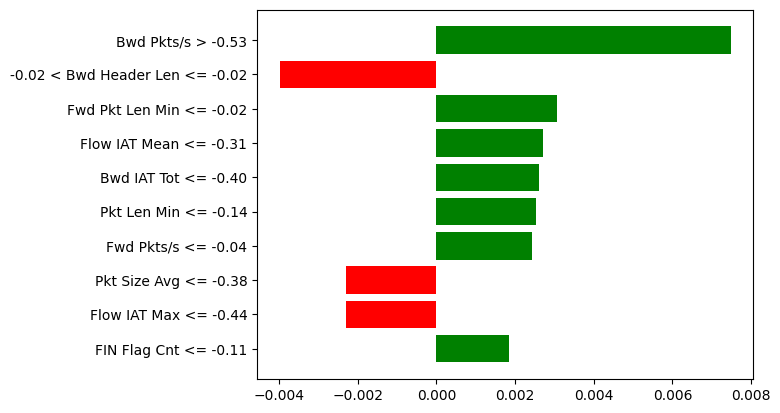 Bwd Pkts/s > -0.53
-0.02 < Bwd Header Len <= -0.02
Fwd Pkt Len Min <= -0.02
Flow IAT Mean <= -0.31
Bwd IAT Tot <= -0.40
Pkt Len Min <= -0.14
Fwd Pkts/s <= -0.04
Pkt Size Avg <= -0.38
Flow IAT Max <= -0.44
FIN Flag Cnt <= -0.11
−0.004 −0.002 0.000 0.002 0.004 0.006 0.008